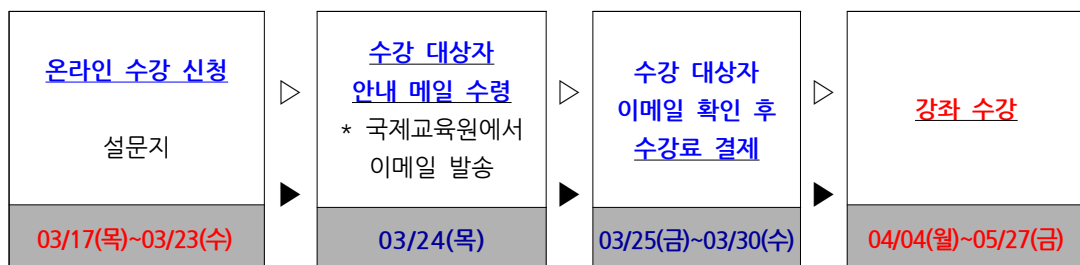 온라인 수강 신청
설문지
03/17(목)~03/23(수)
▷
▶
수강 대상자
안내 메일 수령
* 국제교육원에서
이메일 발송
03/24(목)
▷
▶
수강 대상자
이메일 확인 후
수강료 결제
03/25(금)~03/30(수)
▷
▶
강좌 수강
04/04(월)~05/27(금)